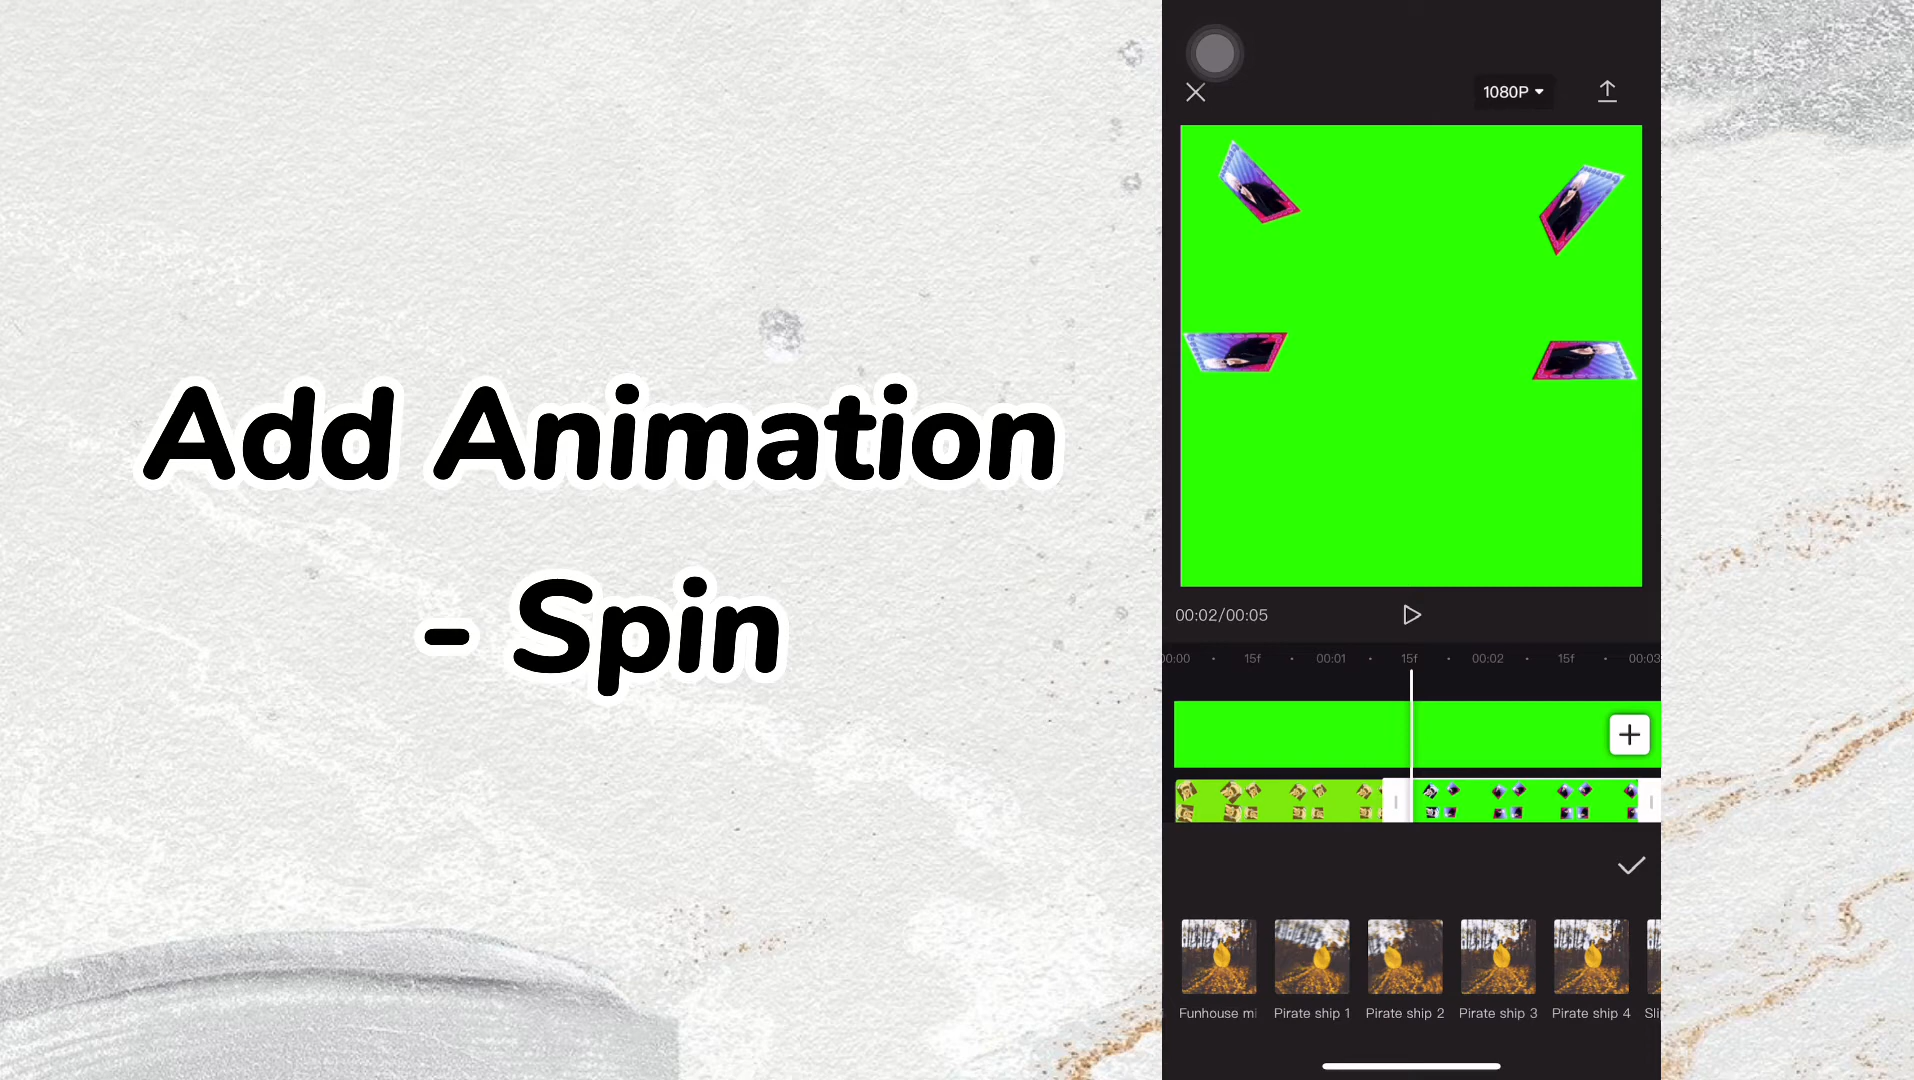 Add Animation
- Spin
1080P
00:02/00:05
00:00 15f 00:01 15f 00:02 15f 00:03
Funhouse mi Pirate ship 1 Pirate ship 2 Pirate ship 3 Pirate ship 4 Sli